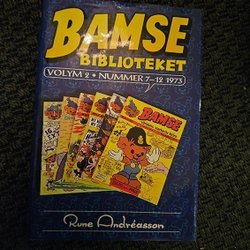 BAMSE
BIBLIOTEKET
VOLYM 2 • NUMMER 7-12 1973
BAMSE
Rune Andréasson